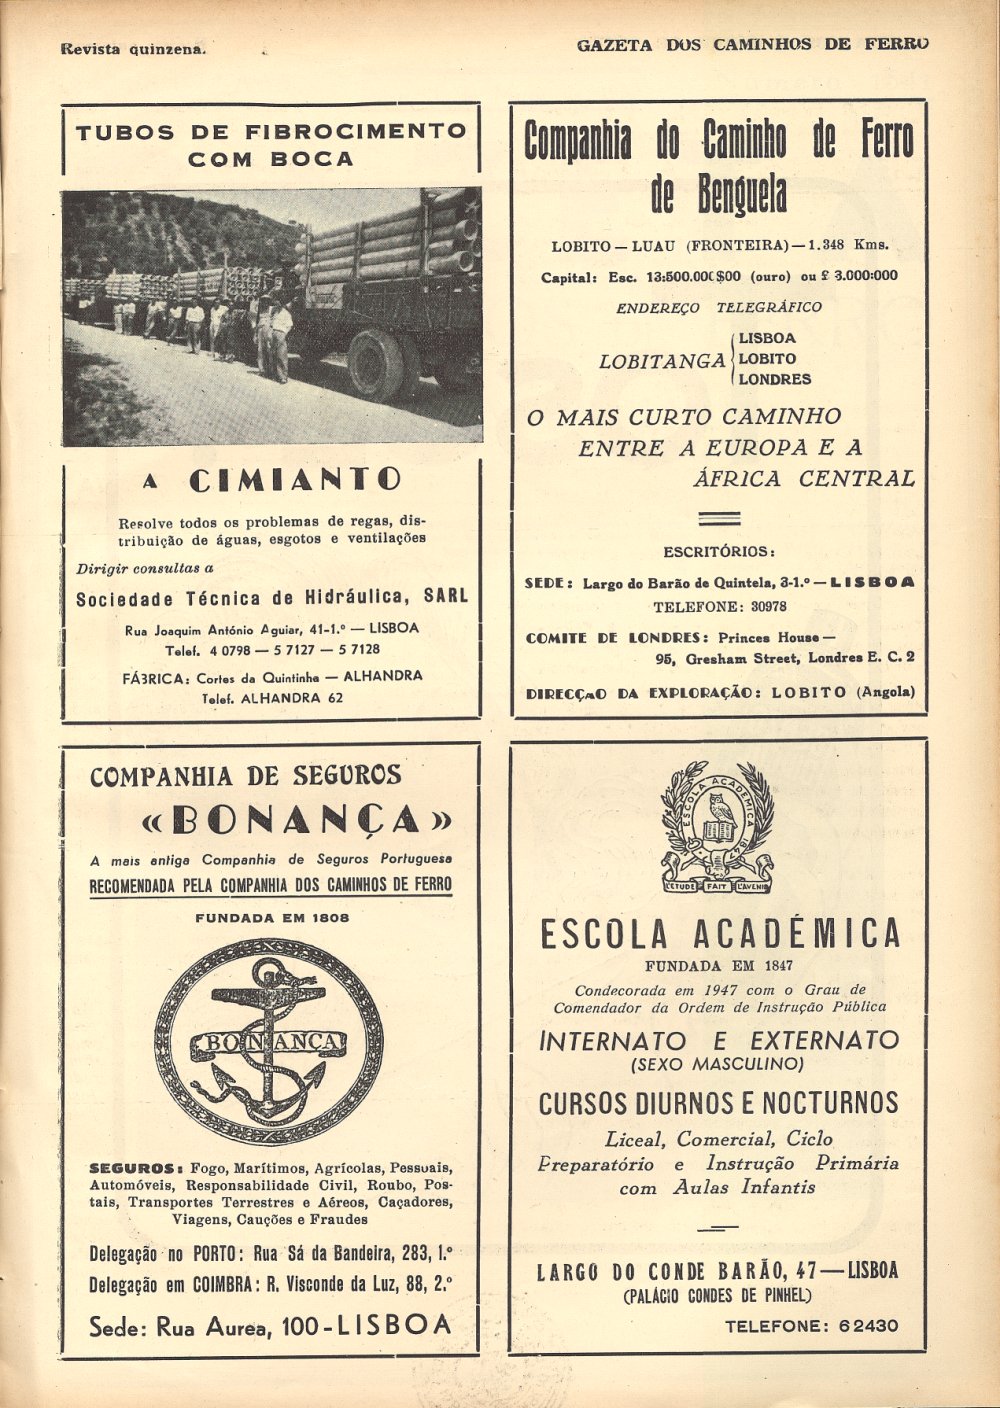 Revista quinzena.
GAZETA DOS CAMINHOS DE FERRO
TUBOS DE FIBROCIMENTO
COM BOCA
A CIMIANTO
Resolve todos os problemas de regas, dis-
tribuição de águas, esgotos e ventilações
Dirigir consultas a
Sociedade Técnica de Hidráulica, SARL
Rua Joaquim António Aguiar, 41-1.º — LISBOA
Telef. 4 0798 — 5 7127 — 5 7128
FÁBRICA: Cortes da Quintinha — ALHANDRA
Telef. ALHANDRA 62
Companhia do Caminho de Ferro
de Benguela
LOBITO — LUAU (FRONTEIRA) — 1.348 Kms.
Capital: Esc. 13:500.000$00 (ouro) ou £ 3.000:000
ENDEREÇO TELEGRÁFICO
LOBITANGA
LISBOA
LOBITO
LONDRES
O MAIS CURTO CAMINHO
ENTRE A EUROPA E A
ÁFRICA CENTRAL
ESCRITÓRIOS:
SEDE: Largo do Barão de Quintela, 3-1.º — LISBOA
TELEFONE: 30978
COMITE DE LONDRES: Princes House —
95, Gresham Street, Londres E. C. 2
DIRECÇÃO DA EXPLORAÇÃO: LOBITO (Angola)
COMPANHIA DE SEGUROS
«BONANÇA»
A mais antiga Companhia de Seguros Portuguesa
RECOMENDADA PELA COMPANHIA DOS CAMINHOS DE FERRO
FUNDADA EM 1808
BONANÇA
SEGUROS: Fogo, Marítimos, Agrícolas, Pessoais,
Automóveis, Responsabilidade Civil, Roubo, Pos-
tais, Transportes Terrestres e Aéreos, Caçadores,
Viagens, Cauções e Fraudes
Delegação no PORTO: Rua Sá da Bandeira, 283, 1.º
Delegação em COIMBRA: R. Visconde da Luz, 88, 2.º
Sede: Rua Aurea, 100-LISBOA
ESCOLA ACADEMICA 1847
L'ETUDE FAIT L'AVENIR
ESCOLA ACADÉMICA
FUNDADA EM 1847
Condecorada em 1947 com o Grau de
Comendador da Ordem de Instrução Pública
INTERNATO E EXTERNATO
(SEXO MASCULINO)
CURSOS DIURNOS E NOCTURNOS
Liceal, Comercial, Ciclo
Preparatório e Instrução Primária
com Aulas Infantis
LARGO DO CONDE BARÃO, 47 — LISBOA
(PALÁCIO CONDES DE PINHEL)
TELEFONE: 62430